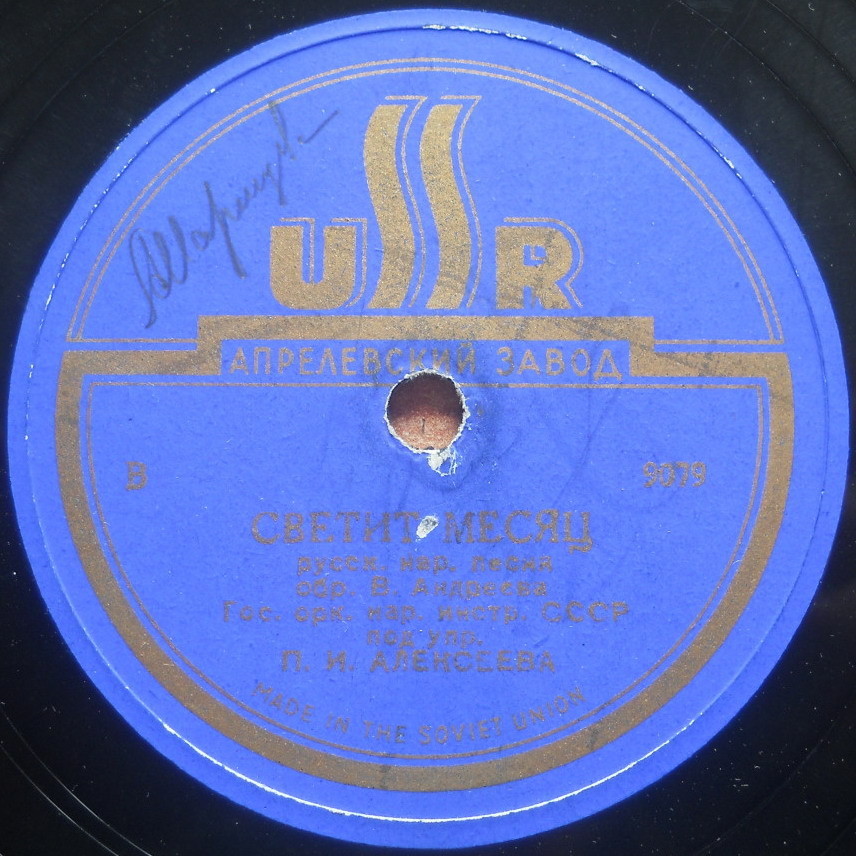 USSR
АПРЕЛЕВСКИЙ ЗАВОД
В 9079
СВЕТИТ МЕСЯЦ
русск. нар. песня
обр. В. Андреева
Гос. орк. нар. инстр. СССР
под упр.
П. И. АЛЕКСЕЕВА
MADE IN THE SOVIET UNION